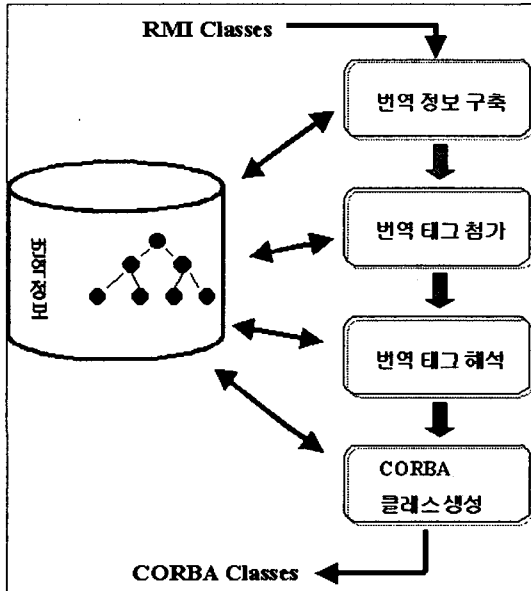 RMI Classes
번역 정보 구축
번역 태그 첨가
번역정보
번역 태그 해석
CORBA
클레스 생성
CORBA Classes